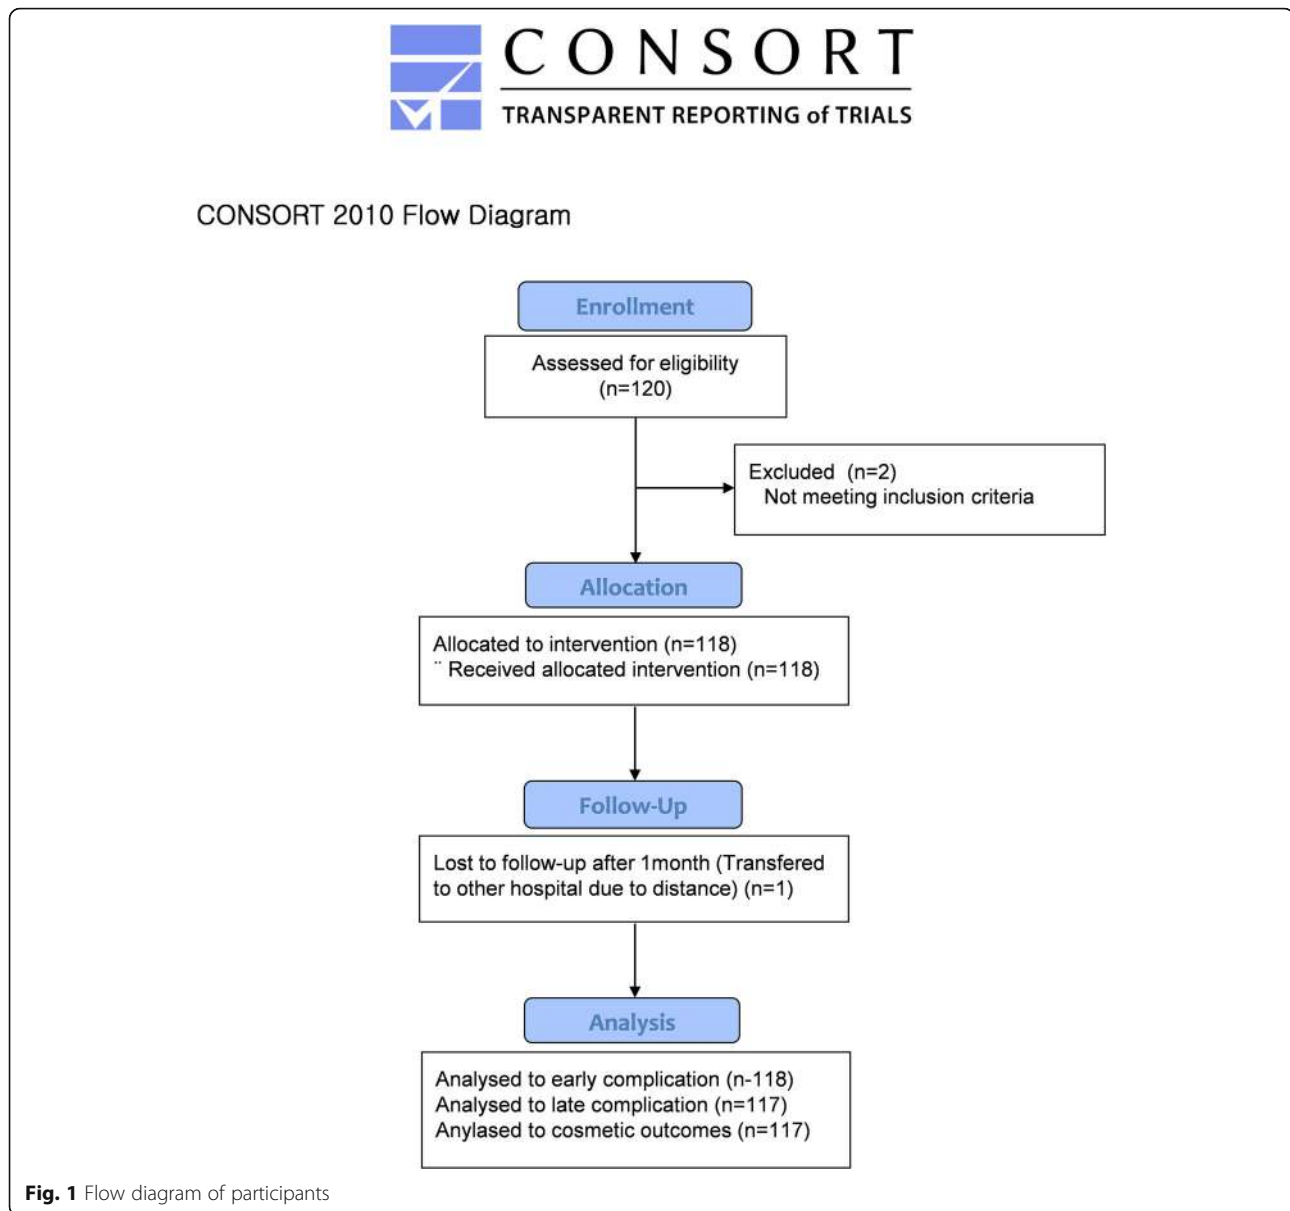 CONSORT
TRANSPARENT REPORTING of TRIALS
CONSORT 2010 Flow Diagram
Enrollment
Assessed for eligibility
(n=120)
Excluded (n=2)
Not meeting inclusion criteria
Allocation
Allocated to intervention (n=118)
¨ Received allocated intervention (n=118)
Follow-Up
Lost to follow-up after 1month (Transfered
to other hospital due to distance) (n=1)
Analysis
Analysed to early complication (n-118)
Analysed to late complication (n=117)
Anylased to cosmetic outcomes (n=117)
Fig. 1 Flow diagram of participants